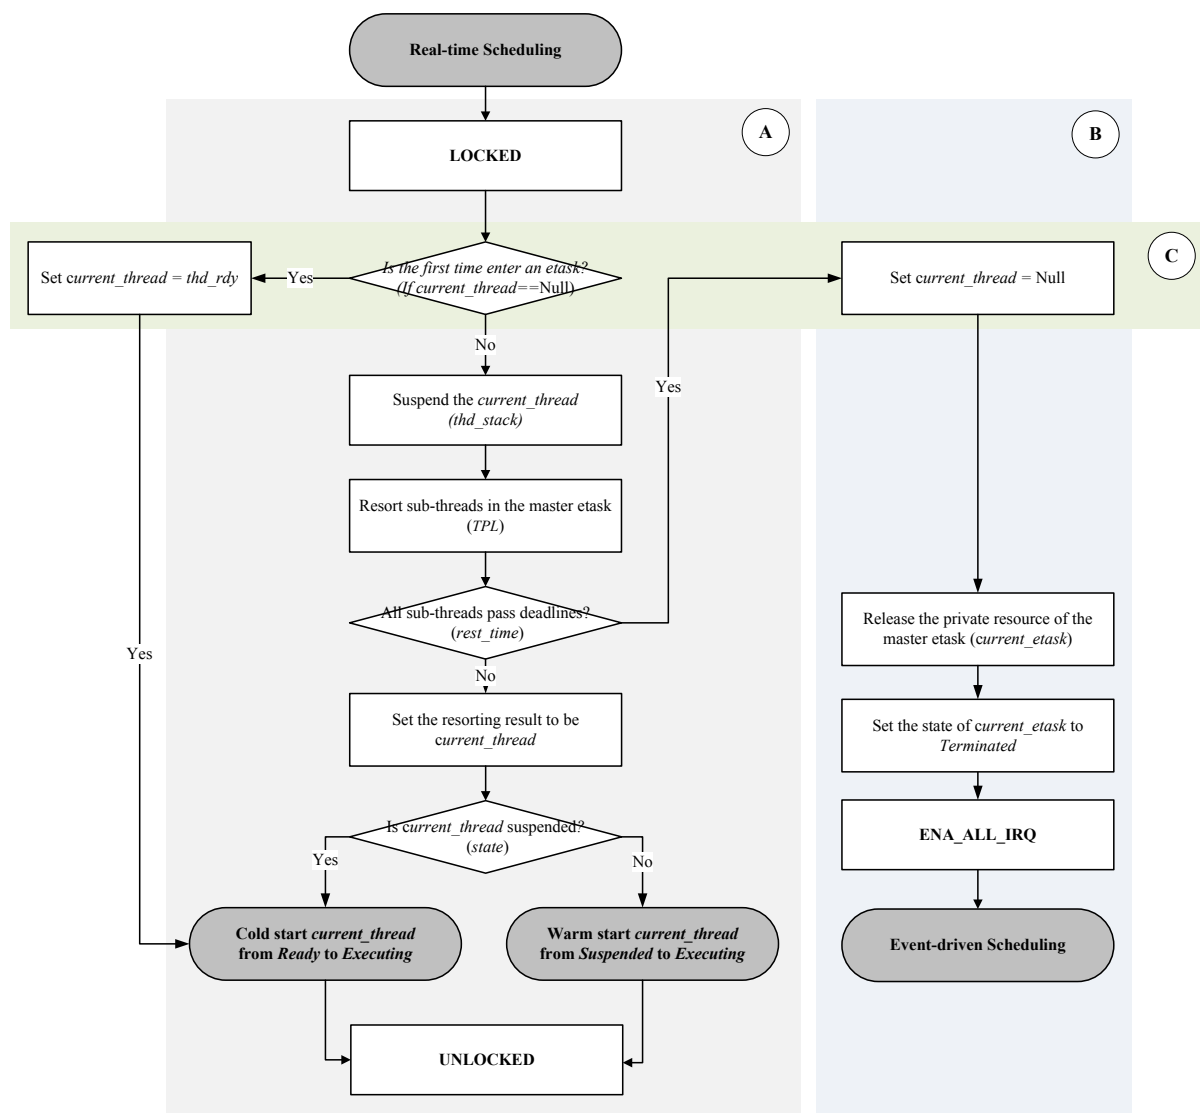 Real-time Scheduling
A
B
LOCKED
C
Set current_thread = thd_rdy
Yes
Is the first time enter an etask?
(If current_thread==Null)
Set current_thread = Null
No
Yes
Suspend the current_thread
(thd_stack)
Resort sub-threads in the master etask
(TPL)
All sub-threads pass deadlines?
(rest_time)
Release the private resource of the
master etask (current_etask)
Yes
No
Set the resorting result to be
current_thread
Set the state of current_etask to
Terminated
Is current_thread suspended?
(state)
ENA_ALL_IRQ
Yes
No
Cold start current_thread
from Ready to Executing
Warm start current_thread
from Suspended to Executing
Event-driven Scheduling
UNLOCKED